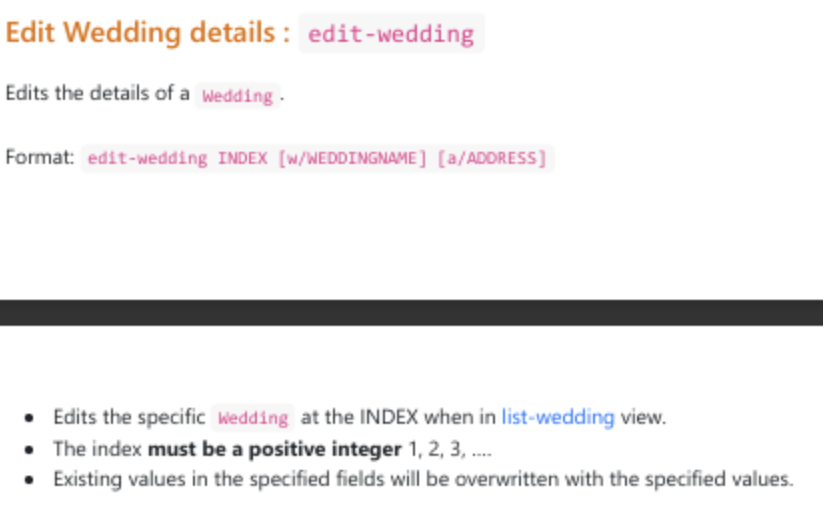 Edit Wedding details : edit-wedding
Edits the details of a Wedding .
Format: edit-wedding INDEX [w/WEDDINGNAME] [a/ADDRESS]
• Edits the specific Wedding at the INDEX when in list-wedding view.
• The index must be a positive integer 1, 2, 3, ....
• Existing values in the specified fields will be overwritten with the specified values.